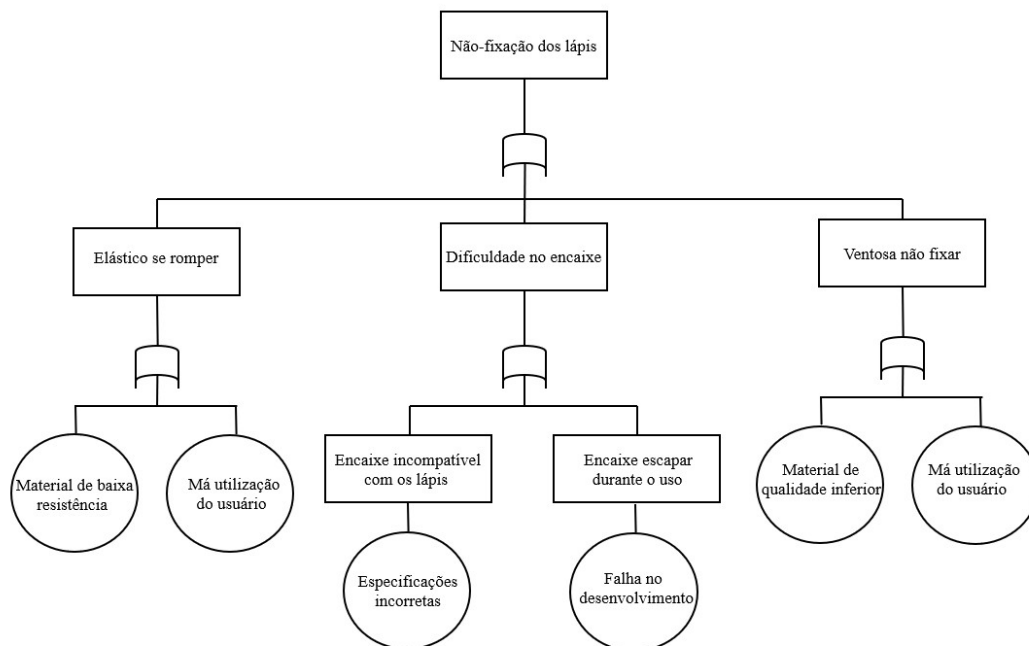 Não-fixação dos lápis
Elástico se romper
Dificuldade no encaixe
Ventosa não fixar
Encaixe incompatível
com os lápis
Encaixe escapar
durante o uso
Material de baixa
resistência
Má utilização
do usuário
Material de
qualidade inferior
Má utilização
do usuário
Especificações
incorretas
Falha no
desenvolvimento